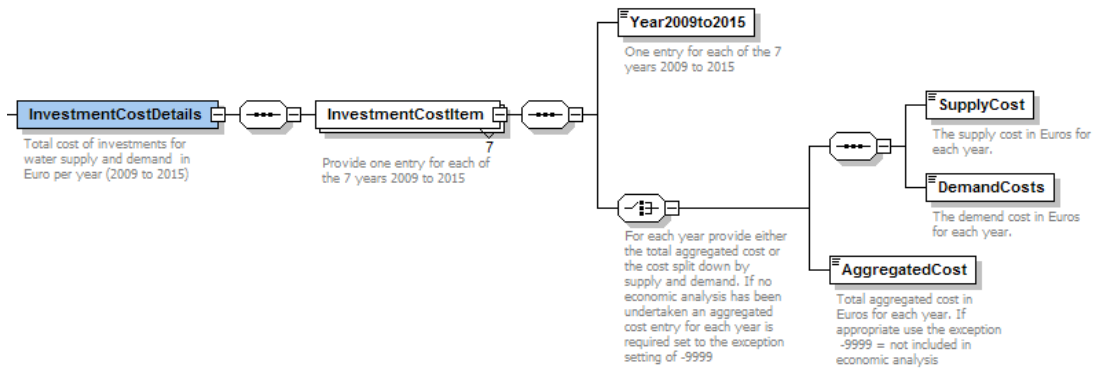 InvestmentCostDetails
Total cost of investments for
water supply and demand in
Euro per year (2009 to 2015)
InvestmentCostItem
7
Provide one entry for each of
the 7 years 2009 to 2015
Year2009to2015
One entry for each of the 7
years 2009 to 2015
For each year provide either
the total aggregated cost or
the cost split down by
supply and demand. If no
economic analysis has been
undertaken an aggregated
cost entry for each year is
required set to the exception
setting of -9999
SupplyCost
The supply cost in Euros for
each year.
DemandCosts
The demend cost in Euros
for each year.
AggregatedCost
Total aggregated cost in
Euros for each year. If
appropriate use the exception
-9999 = not included in
economic analysis